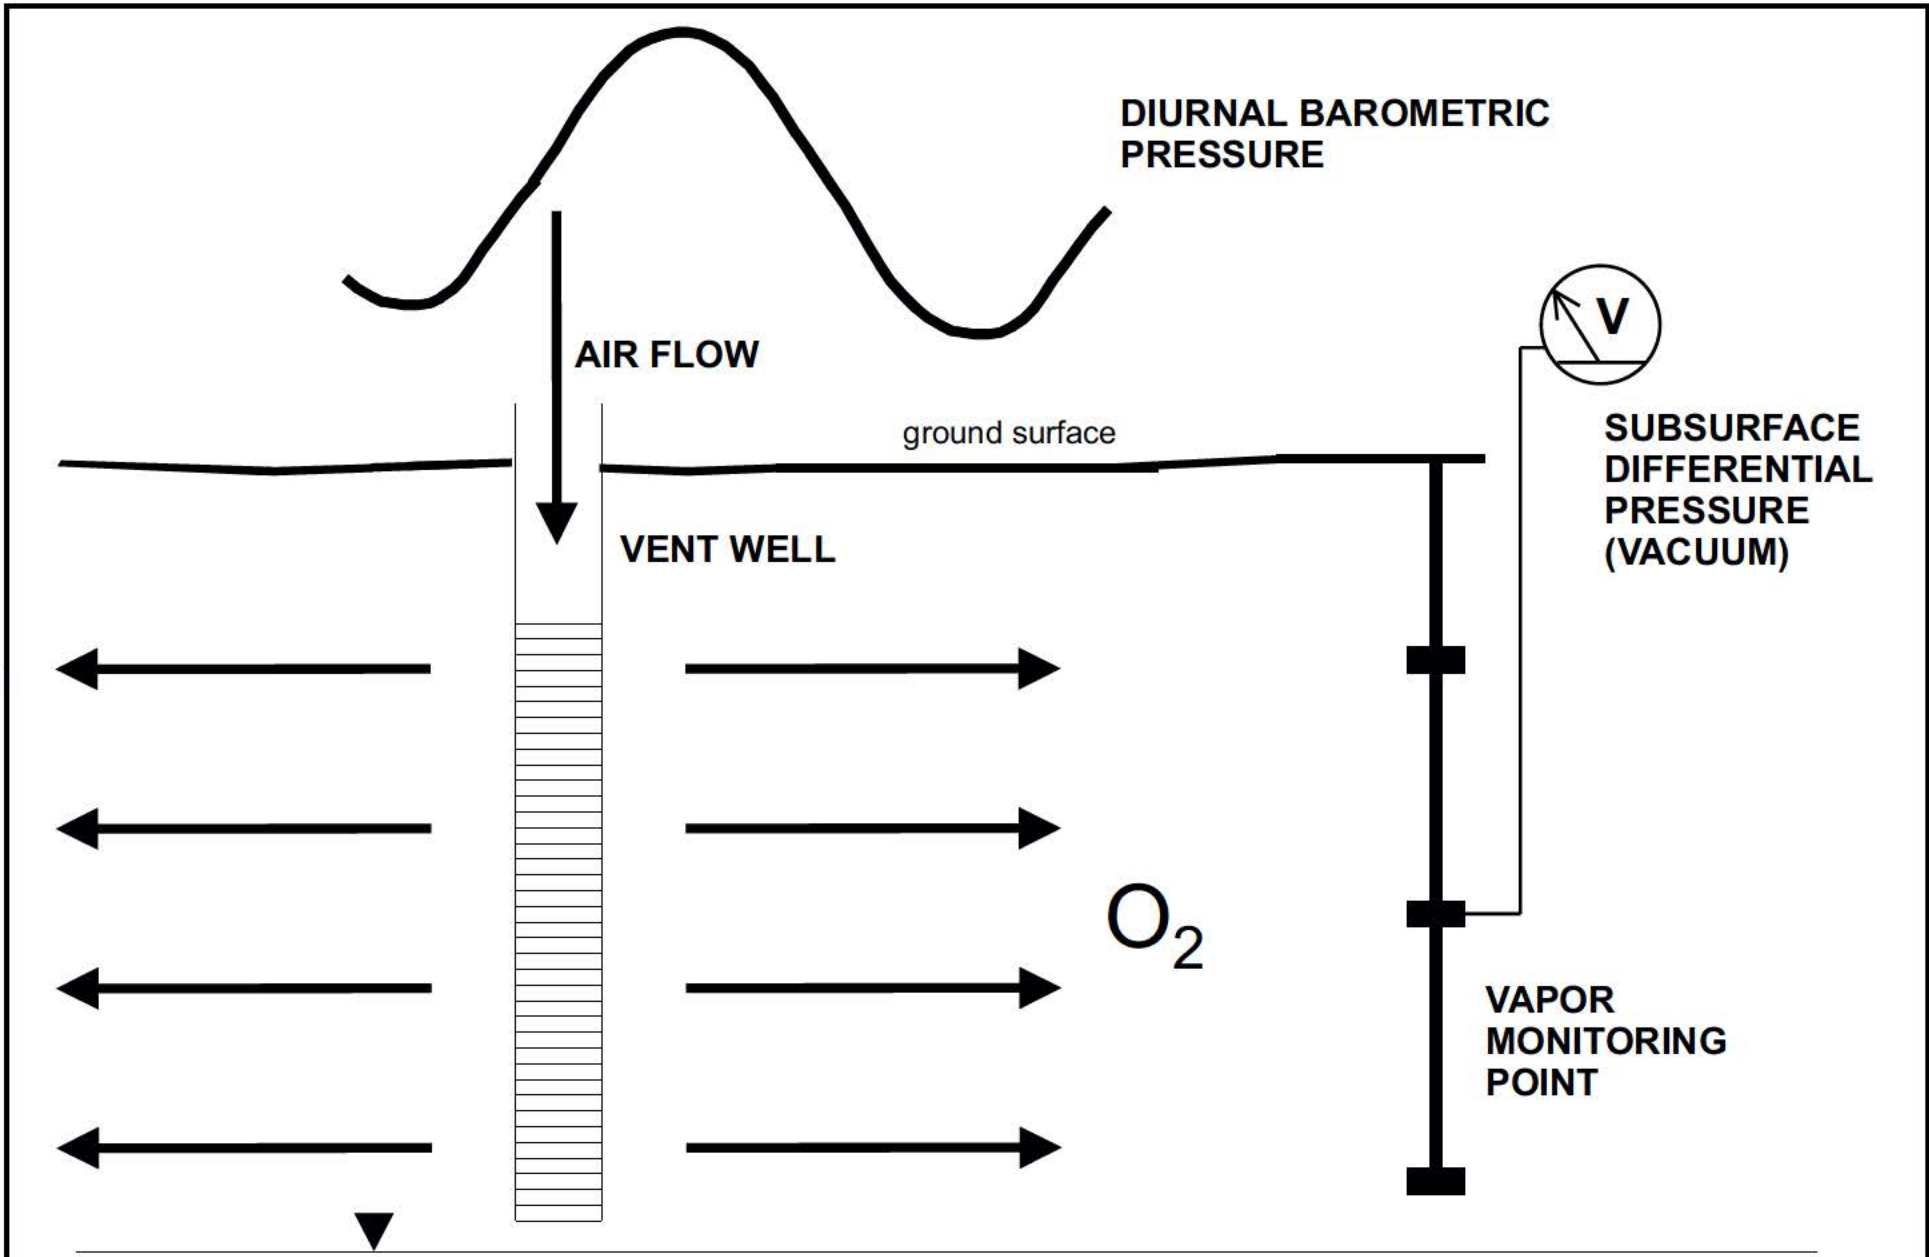 DIURNAL BAROMETRIC
PRESSURE
V
AIR FLOW
ground surface
SUBSURFACE
DIFFERENTIAL
PRESSURE
(VACUUM)
VENT WELL
O₂
VAPOR
MONITORING
POINT